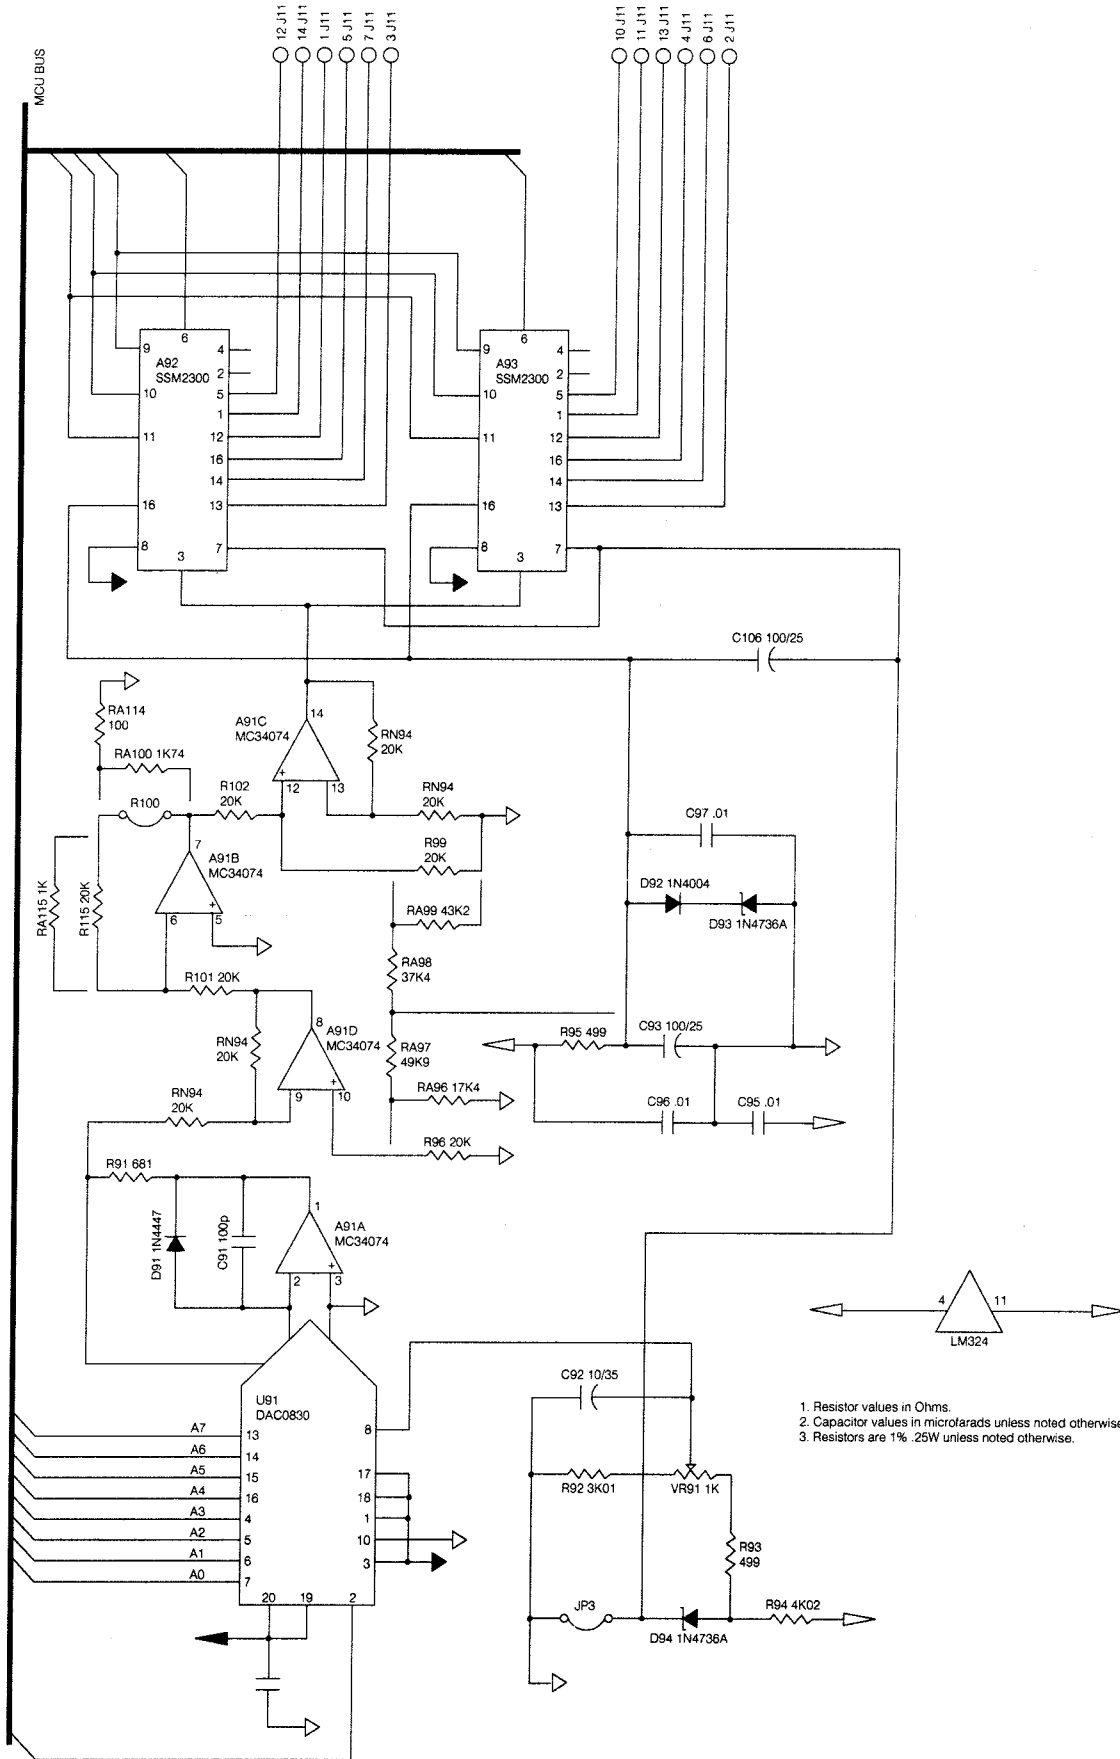 MCU BUS
12 J11
14 J11
1 J11
5 J11
7 J11
3 J11
10 J11
11 J11
13 J11
4 J11
6 J11
2 J11
6
9
A92
SSM2300
4
2
10
5
1
11
12
16
14
16
13
8
3
7
6
9
A93
SSM2300
4
2
10
5
1
11
12
16
14
16
13
8
3
7
C106 100/25
RA114
100
RA100 1K74
A91C
MC34074
14
+
12
13
RN94
20K
R100
R102
20K
RN94
20K
R99
20K
C97 .01
7
A91B
MC34074
+
6
5
RA115 1K
R115 20K
D92 1N4004
D93 1N4736A
RA99 43K2
RA98
37K4
R101 20K
8
A91D
MC34074
+
9
10
RN94
20K
RA97
49K9
R95 499
C93 100/25
RN94
20K
RA96 17K4
C96 .01
C95 .01
R96 20K
R91 681
D91 1N4447
C91 100p
1
A91A
MC34074
+
2
3
4
11
LM324
U91
DAC0830
C92 10/35
1. Resistor values in Ohms.
2. Capacitor values in microfarads unless noted otherwise
3. Resistors are 1% .25W unless noted otherwise.
A7
13
8
A6
14
A5
15
17
A4
16
18
A3
4
1
A2
5
10
A1
6
3
A0
7
20
19
2
R92 3K01
VR91 1K
R93
499
JP3
D94 1N4736A
R94 4K02